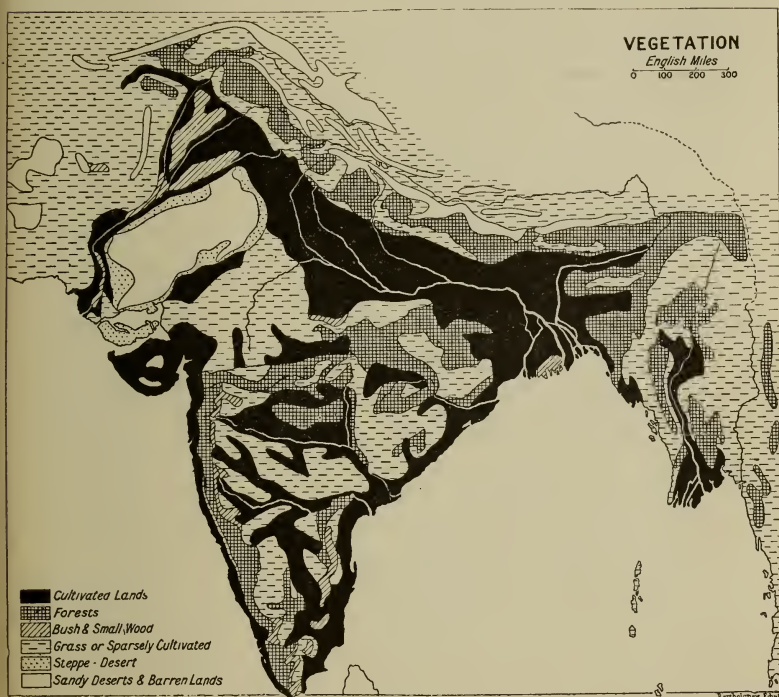 VEGETATION
English Miles
0 100 200 300
Cultivated Lands
Forests
Bush & Small Wood
Grass or Sparsely Cultivated
Steppe - Desert
Sandy Deserts & Barren Lands